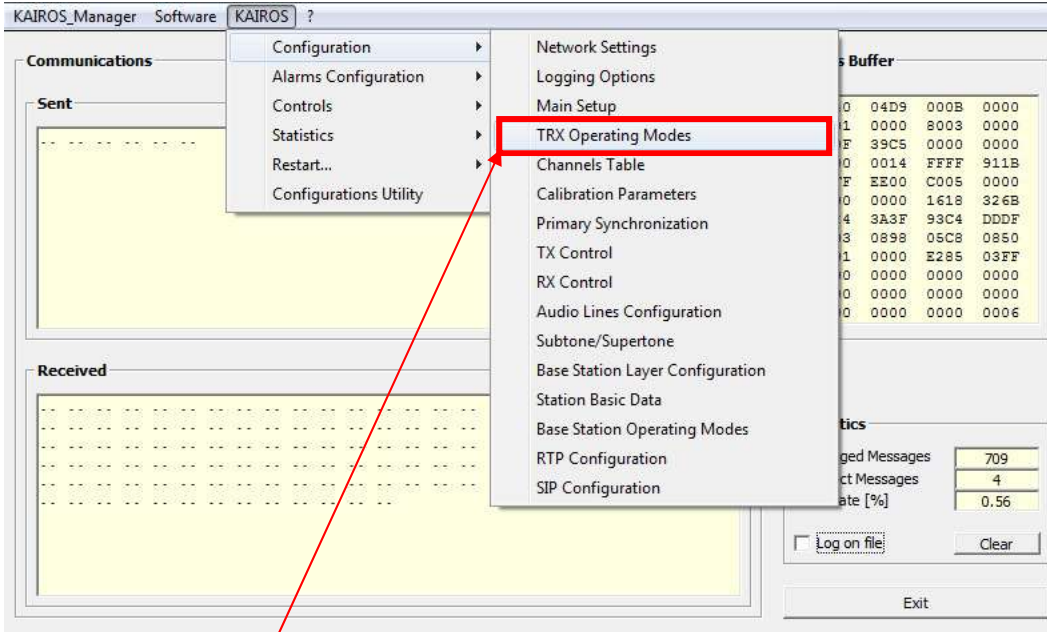 KAIROS_Manager Software KAIROS ?
Communications
Sent
-- -- -- -- -- --
Configuration
Alarms Configuration
Controls
Statistics
Restart...
Configurations Utility
Network Settings
Logging Options
Main Setup
TRX Operating Modes
Channels Table
Calibration Parameters
Primary Synchronization
TX Control
RX Control
Audio Lines Configuration
Subtone/Supertone
Base Station Layer Configuration
Station Basic Data
Base Station Operating Modes
RTP Configuration
SIP Configuration
Buffer
04D9 000B 0000
0000 8003 0000
39C5 0000 0000
0014 FFFF 911B
EE00 C005 0000
0000 1618 326B
3A3F 93C4 DDDF
0898 05C8 0850
0000 E285 03FF
0000 0000 0000
0000 0000 0000
0000 0000 0006
Received
tics
ged Messages 709
ct Messages 4
ate [%] 0.56
Log on file Clear
Exit